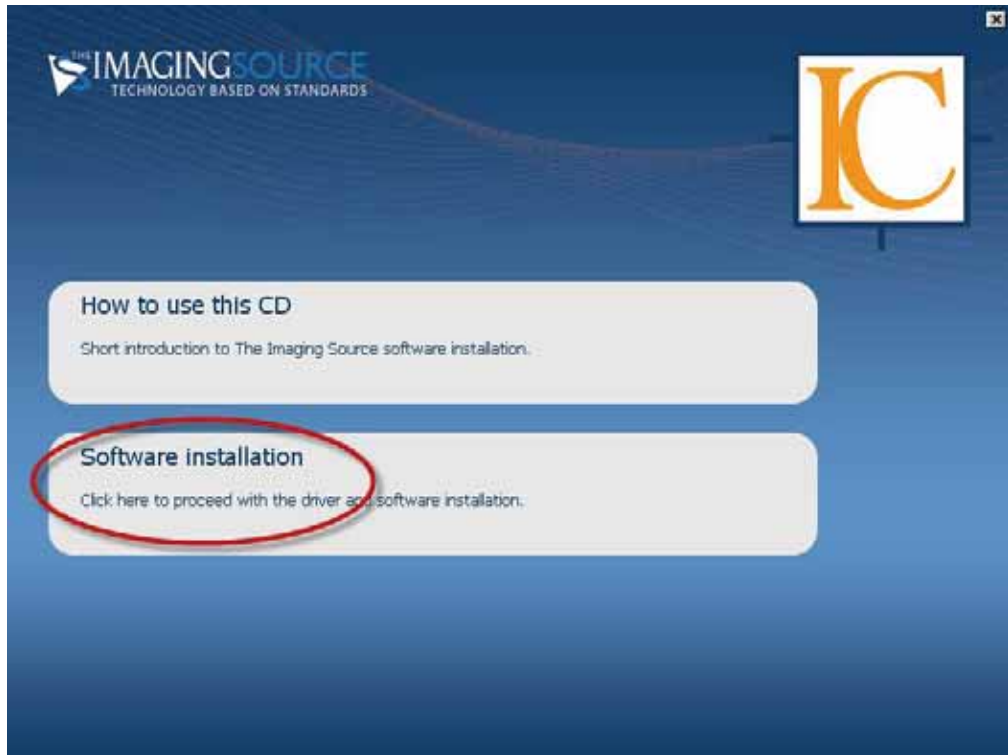 THE IMAGINGSOURCE
TECHNOLOGY BASED ON STANDARDS
IC
How to use this CD
Short introduction to The Imaging Source software installation.
Software installation
Click here to proceed with the driver and software installation.